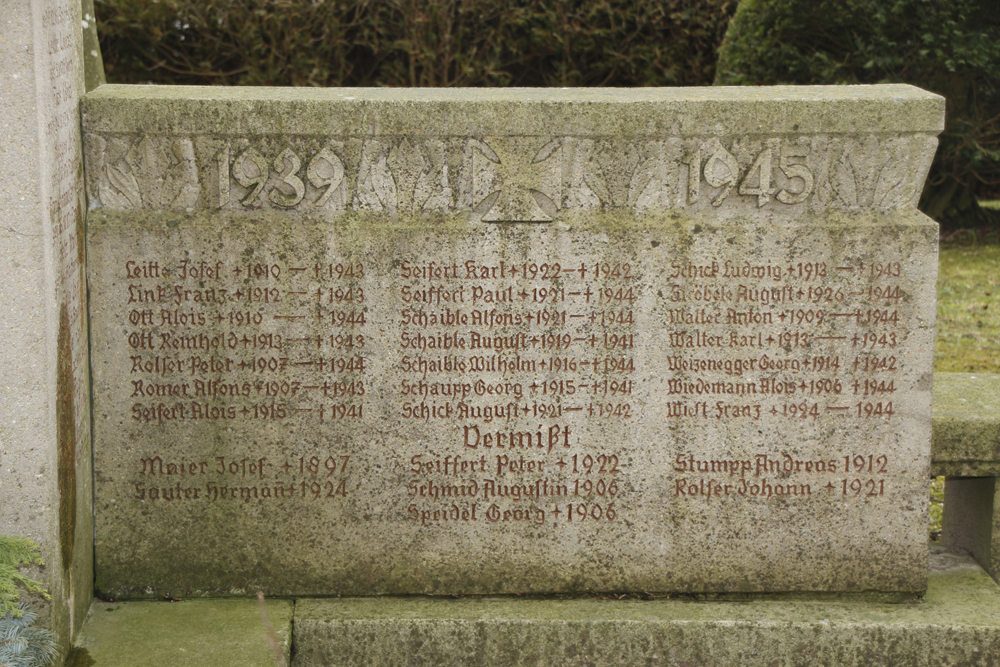 1939 1945
Leitte Josef +1910 — †1943
Link Franz +1912 — †1943
Ott Alois +1910 — †1944
Ott Reinhold +1913 — †1943
Rolser Peter +1907 — †1944
Romer Alfons +1907 — †1943
Seifert Alois +1915 — †1941
Seifert Karl +1922 — †1942
Seiffert Paul +1921 — †1944
Schaible Alfons +1921 — †1944
Schaible August +1919 — †1941
Schaible Wilhelm +1916 — †1944
Schaupp Georg +1915 — †1941
Schick August +1921 — †1942
Schick Ludwig +1913 — †1943
August +1926 — †1944
Walter Anton +1909 — †1944
Walter Karl +1913 — †1943
Weizenegger Georg +1914 †1942
Wiedemann Alois +1906 †1944
Wiest Franz +1924 — †1944
Vermißt
Maier Josef +1897
Sauter Herman +1924
Seiffert Peter +1922
Schmid Augustin 1906
Speidel Georg +1906
Stumpp Andreas 1912
Rolser Johann +1921